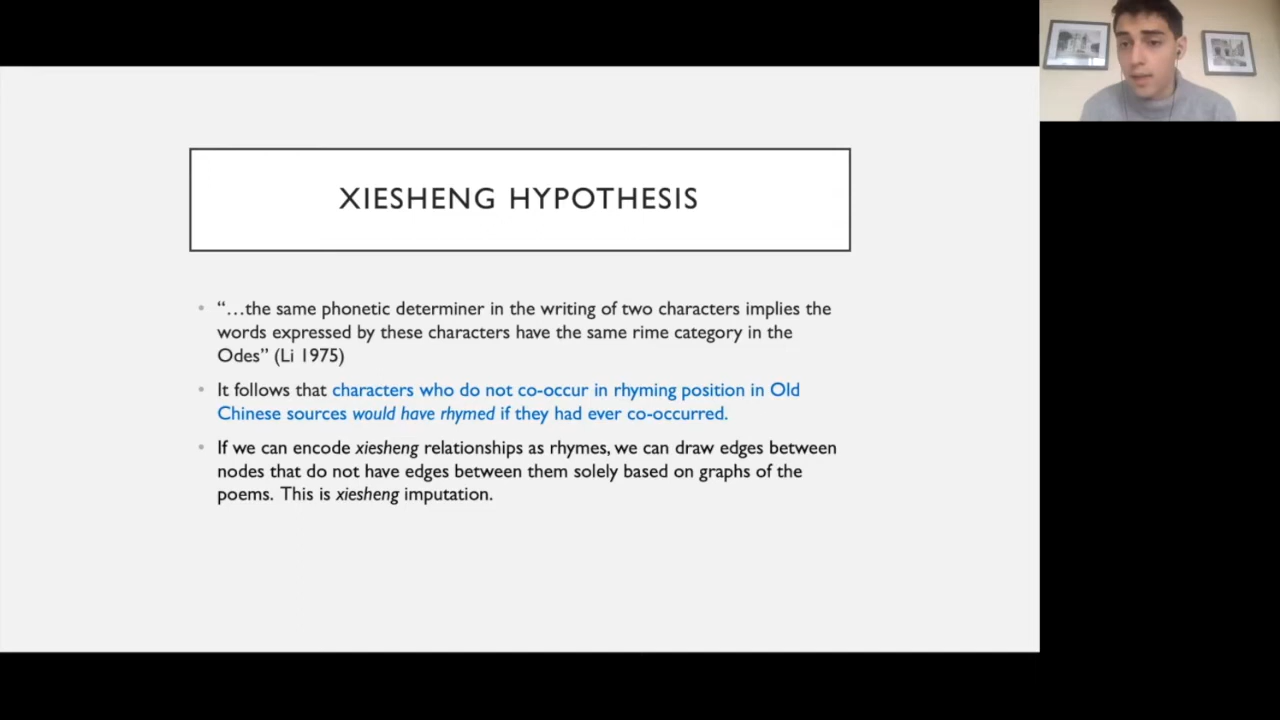 XIESHENG HYPOTHESIS
• “…the same phonetic determiner in the writing of two characters implies the
words expressed by these characters have the same rime category in the
Odes” (Li 1975)
• It follows that characters who do not co-occur in rhyming position in Old
Chinese sources would have rhymed if they had ever co-occurred.
• If we can encode xiesheng relationships as rhymes, we can draw edges between
nodes that do not have edges between them solely based on graphs of the
poems. This is xiesheng imputation.